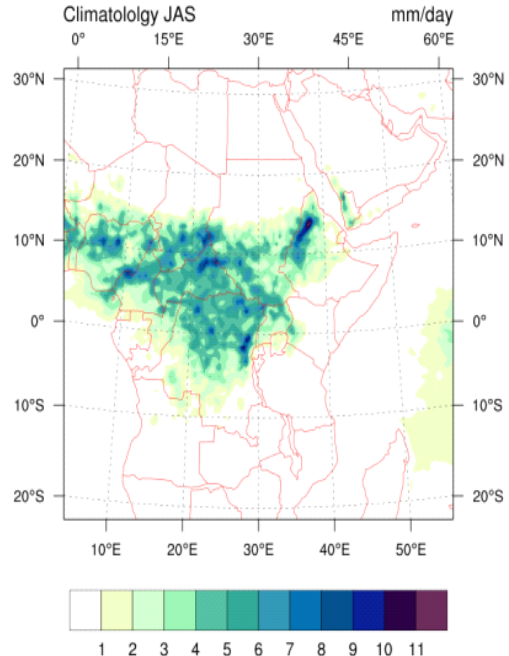 Climatololgy JAS mm/day
0° 15°E 30°E 45°E 60°E
30°N 30°N
20°N 20°N
10°N 10°N
0° 0°
10°S 10°S
20°S 20°S
10°E 20°E 30°E 40°E 50°E
1 2 3 4 5 6 7 8 9 10 11